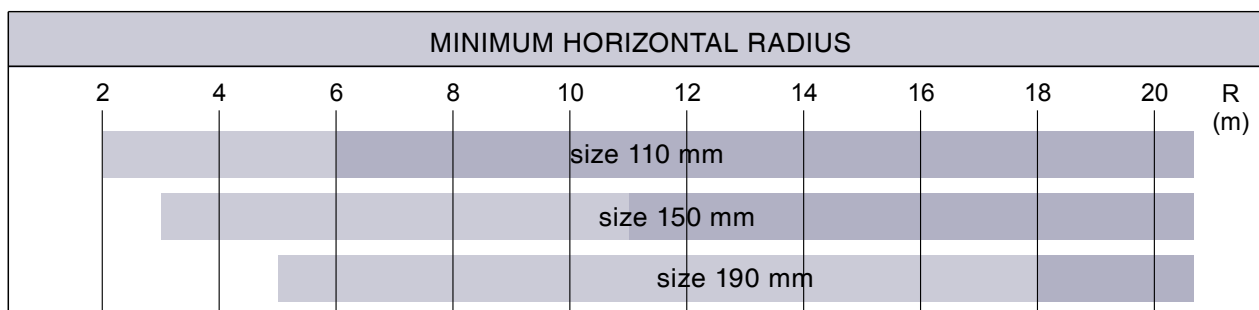 MINIMUM HORIZONTAL RADIUS
2 4 6 8 10 12 14 16 18 20 R
(m)
size 110 mm
size 150 mm
size 190 mm